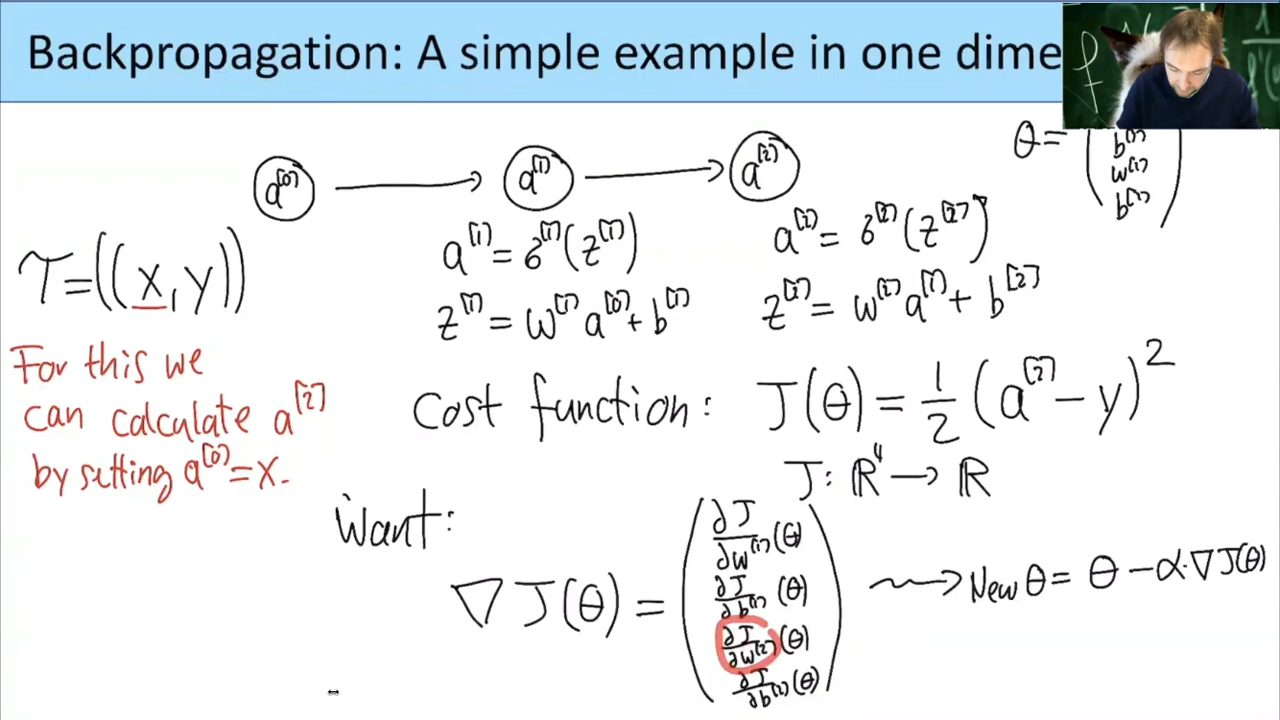 Backpropagation: A simple example in one dime
a^[0] → a^[1] → a^[2]
θ = ( b^[1] w^[2] b^[2] )
a^[1] = σ^[1](z^[1])
a^[2] = σ^[2](z^[2])
T = ((x, y))
z^[1] = w^[1] a^[0] + b^[1]
z^[2] = w^[2] a^[1] + b^[2]
For this we
can calculate a^[2]
by setting a^[0] = x.
Cost function: J(θ) = 1/2 (a^[2] − y)^2
J: ℝ^4 → ℝ
Want:
∇J(θ) = ( ∂J/∂w^[1] (θ)
∂J/∂b^[1] (θ)
∂J/∂w^[2] (θ)
∂J/∂b^[2] (θ) )
⇝ New θ = θ − α·∇J(θ)